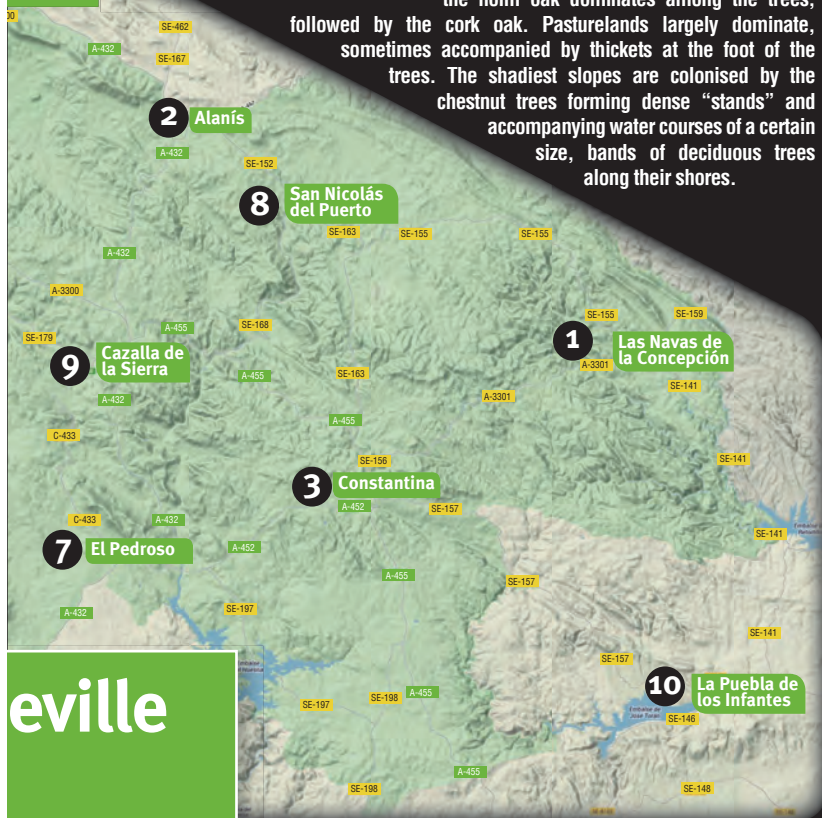 the holm oak dominates among the trees,
followed by the cork oak. Pasturelands largely dominate,
sometimes accompanied by thickets at the foot of the
trees. The shadiest slopes are colonised by the
chestnut trees forming dense “stands” and
accompanying water courses of a certain
size, bands of deciduous trees
along their shores.
SE-462
A-432
SE-167
2 Alanís
A-432
SE-152
8 San Nicolás
del Puerto
SE-163
SE-155
SE-155
A-432
A-3300
SE-155
SE-159
A-455
SE-168
SE-179
1 Las Navas de
la Concepción
9 Cazalla de
la Sierra
A-3301
A-455
SE-163
SE-141
A-432
A-3301
A-455
C-433
SE-156
SE-141
3 Constantina
A-452
SE-157
C-433
A-432
SE-141
7 El Pedroso
A-452
A-455
SE-157
A-432
SE-197
SE-141
SE-157
10 La Puebla de
los Infantes
eville
A-455
SE-198
SE-197
Embalse de
José Torán
SE-146
A-455
SE-198
SE-148